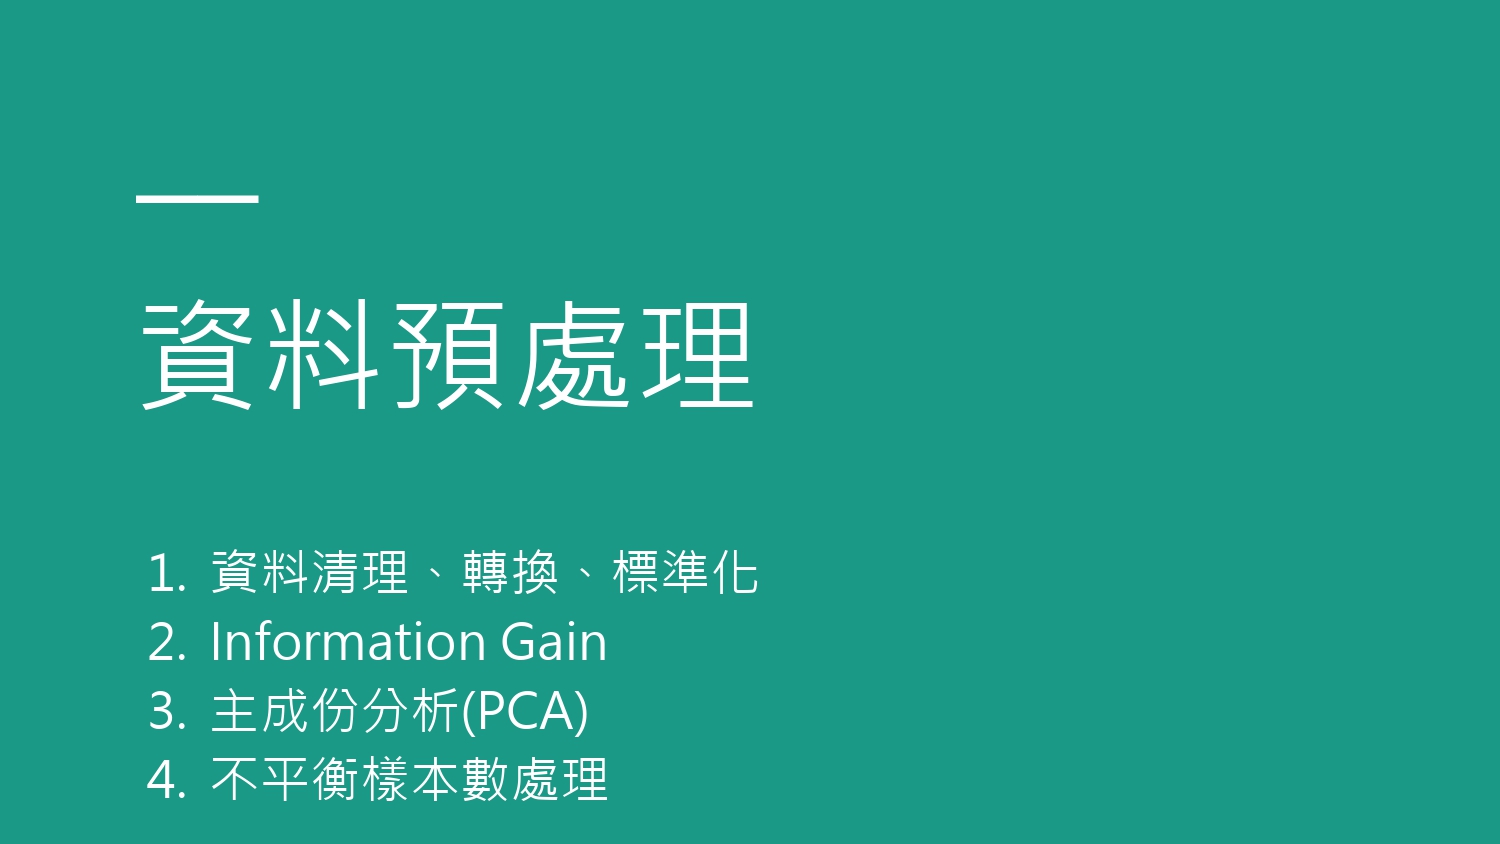 資料預處理
1. 資料清理、轉換、標準化
2. Information Gain
3. 主成份分析(PCA)
4. 不平衡樣本數處理